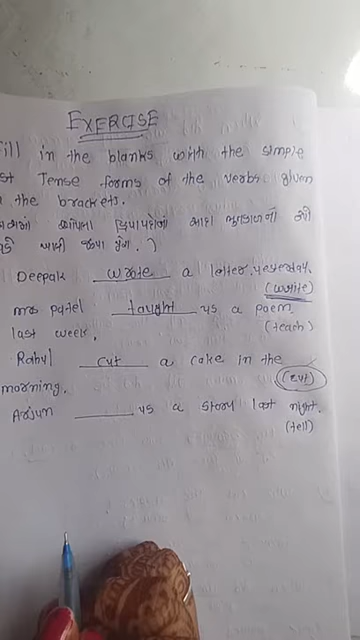 EXERCISE
Fill in the blanks with the simple
st Tense forms of the verbs given
the brackets.
Deepak wrote a letter yesterday.
(write)
mrs patel taught us a poem
last week. (teach)
Rahul cut a cake in the
morning. (cut)
Arjun ______ us a story last night.
(tell)